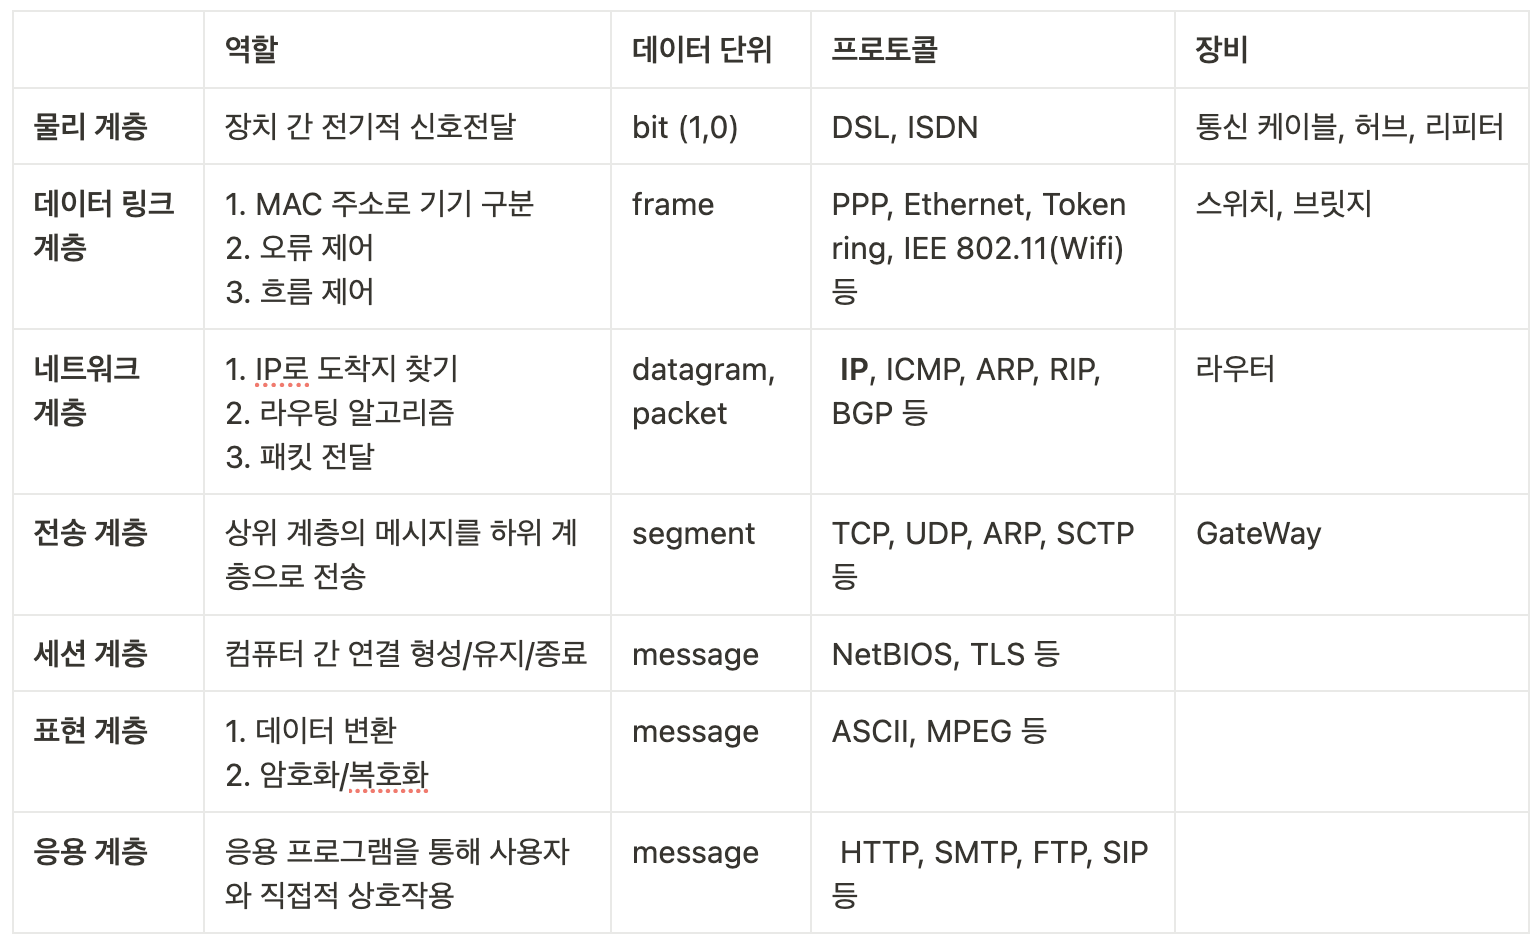 역할 데이터 단위 프로토콜 장비
물리 계층 장치 간 전기적 신호전달 bit (1,0) DSL, ISDN 통신 케이블, 허브, 리피터
데이터 링크 1. MAC 주소로 기기 구분 frame PPP, Ethernet, Token 스위치, 브릿지
계층 2. 오류 제어 ring, IEE 802.11(Wifi)
3. 흐름 제어 등
네트워크 1. IP로 도착지 찾기 datagram, IP, ICMP, ARP, RIP, 라우터
계층 2. 라우팅 알고리즘 packet BGP 등
3. 패킷 전달
전송 계층 상위 계층의 메시지를 하위 계 segment TCP, UDP, ARP, SCTP GateWay
층으로 전송 등
세션 계층 컴퓨터 간 연결 형성/유지/종료 message NetBIOS, TLS 등
표현 계층 1. 데이터 변환 message ASCII, MPEG 등
2. 암호화/복호화
응용 계층 응용 프로그램을 통해 사용자 message HTTP, SMTP, FTP, SIP
와 직접적 상호작용 등